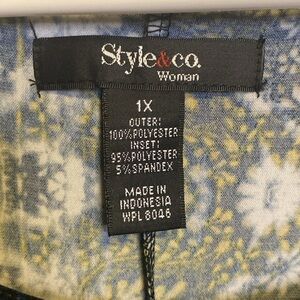 Style&co.
Woman
1X
OUTER:
100%POLYESTER
INSET:
95%POLYESTER
5%SPANDEX
MADE IN
INDONESIA
WPL 8046